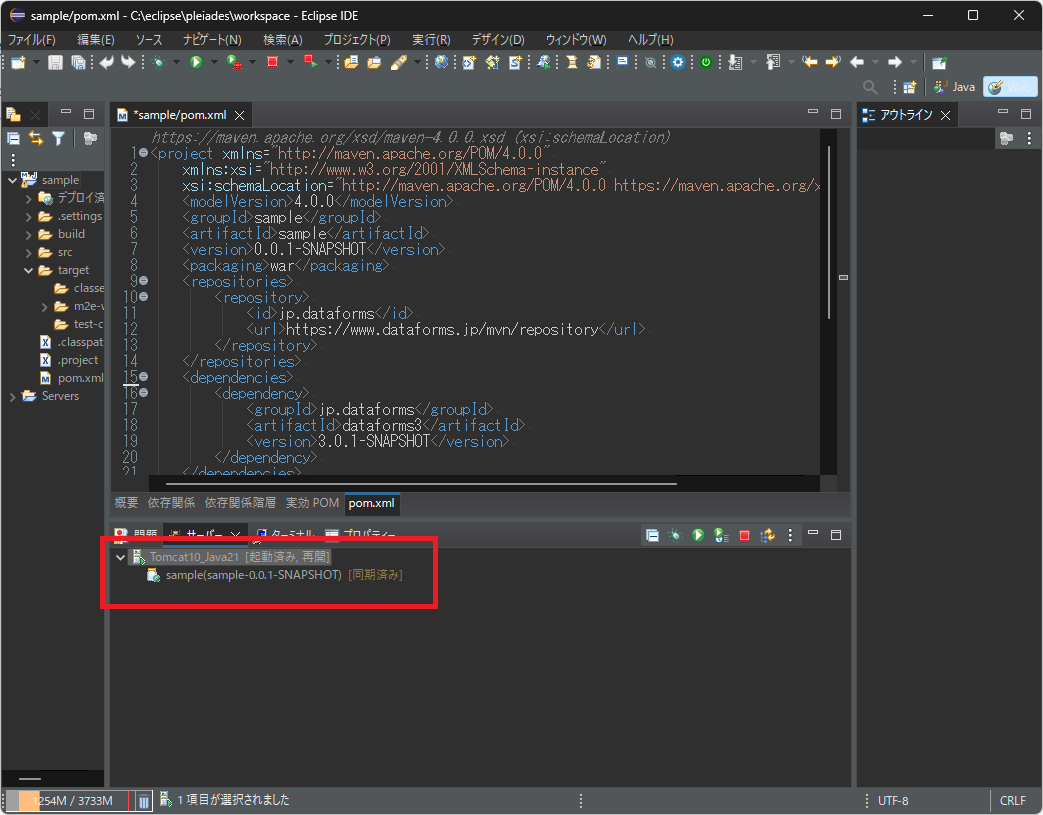 sample/pom.xml - C:\eclipse\pleiades\workspace - Eclipse IDE
ファイル(F) 編集(E) ソース ナビゲート(N) 検索(A) プロジェクト(P) 実行(R) デザイン(D) ウィンドウ(W) ヘルプ(H)
Java Web
*sample/pom.xml
アウトライン
sample
デプロイ済
.settings
build
src
target
classe
m2e-v
test-c
.classpat
.project
pom.xml
Servers
https://maven.apache.org/xsd/maven-4.0.0.xsd (xsi:schemaLocation)
1 <project xmlns="http://maven.apache.org/POM/4.0.0"
2 xmlns:xsi="http://www.w3.org/2001/XMLSchema-instance"
3 xsi:schemaLocation="http://maven.apache.org/POM/4.0.0 https://maven.apache.org/x
4 <modelVersion>4.0.0</modelVersion>
5 <groupId>sample</groupId>
6 <artifactId>sample</artifactId>
7 <version>0.0.1-SNAPSHOT</version>
8 <packaging>war</packaging>
9 <repositories>
10 <repository>
11 <id>jp.dataforms</id>
12 <url>https://www.dataforms.jp/mvn/repository</url>
13 </repository>
14 </repositories>
15 <dependencies>
16 <dependency>
17 <groupId>jp.dataforms</groupId>
18 <artifactId>dataforms3</artifactId>
19 <version>3.0.1-SNAPSHOT</version>
20 </dependency>
21 </dependencies>
概要 依存関係 依存関係階層 実効 POM pom.xml
問題 サーバー ターミナル プロパティー
Tomcat10_Java21 [起動済み, 再開]
sample(sample-0.0.1-SNAPSHOT) [同期済み]
1254M / 3733M 1 項目が選択されました UTF-8 CRLF